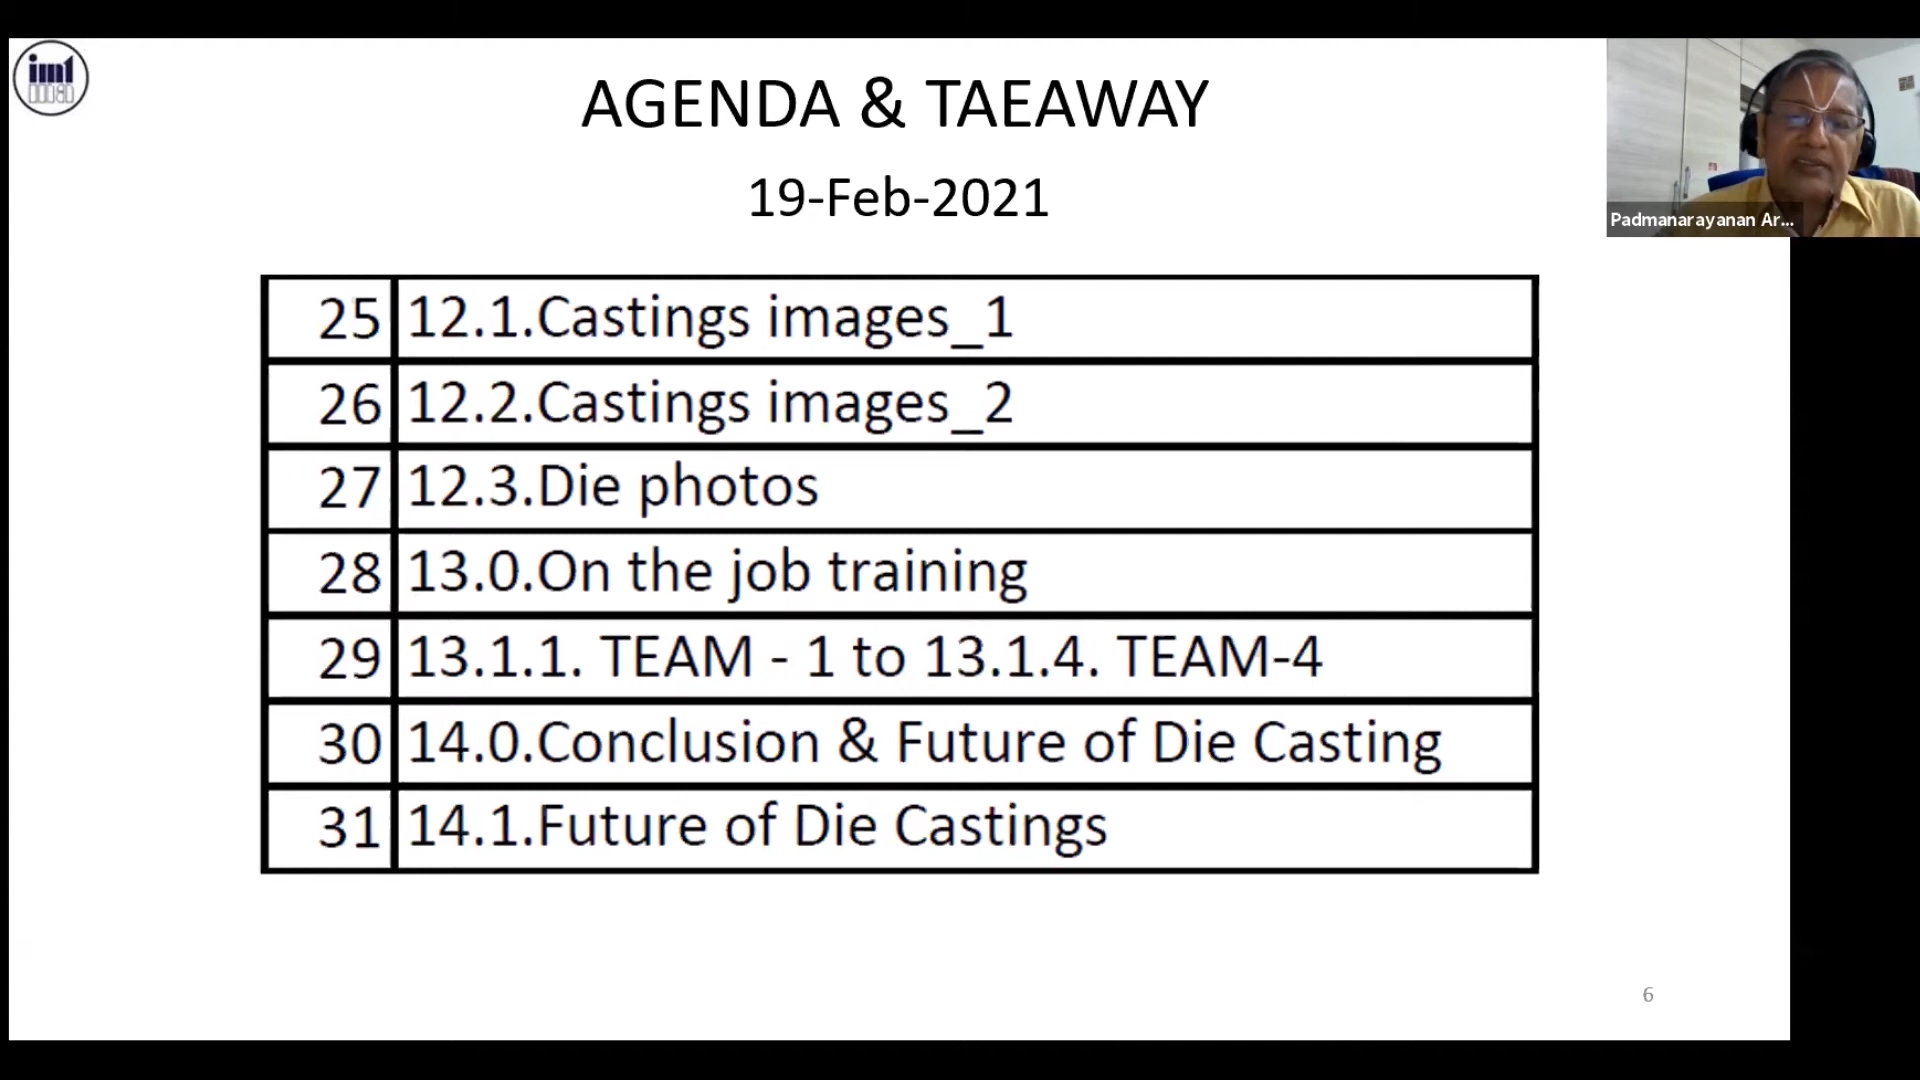 imt
AGENDA & TAEAWAY
19-Feb-2021
Padmanarayanan Ar...
25 12.1.Castings images_1
26 12.2.Castings images_2
27 12.3.Die photos
28 13.0.On the job training
29 13.1.1. TEAM - 1 to 13.1.4. TEAM-4
30 14.0.Conclusion & Future of Die Casting
31 14.1.Future of Die Castings
6